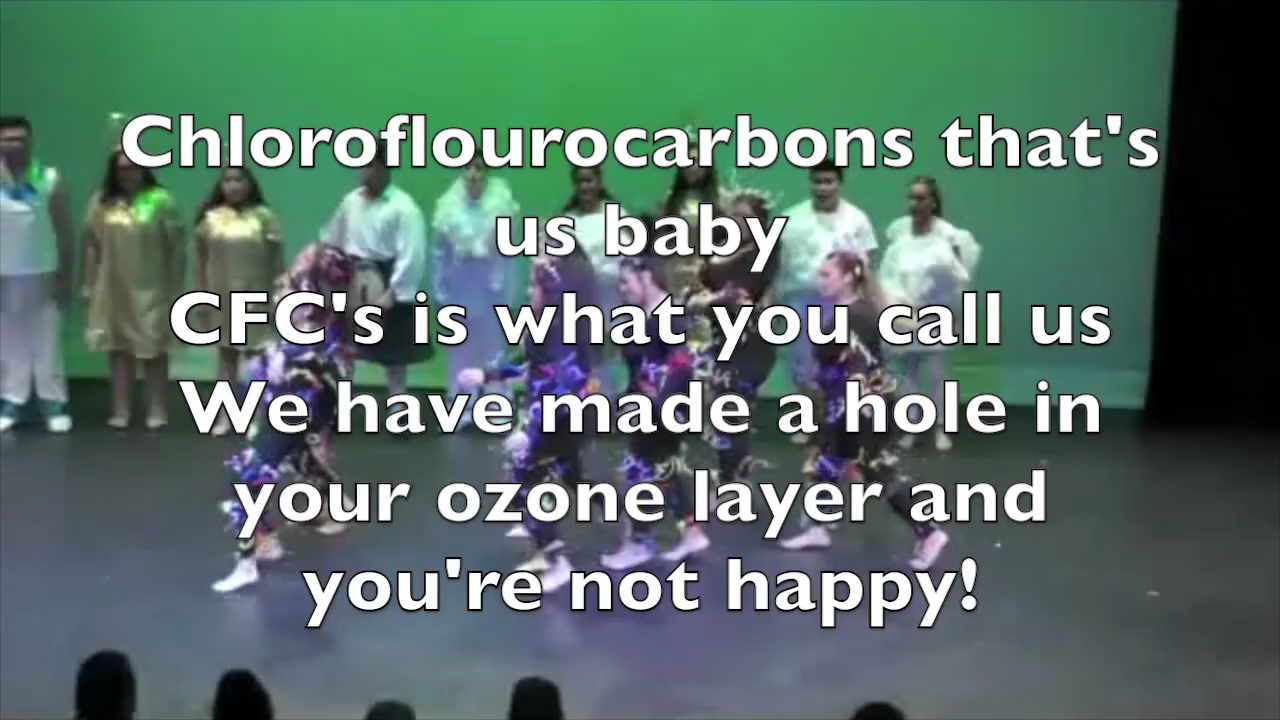 Chloroflourocarbons that's
us baby
CFC's is what you call us
We have made a hole in
your ozone layer and
you're not happy!